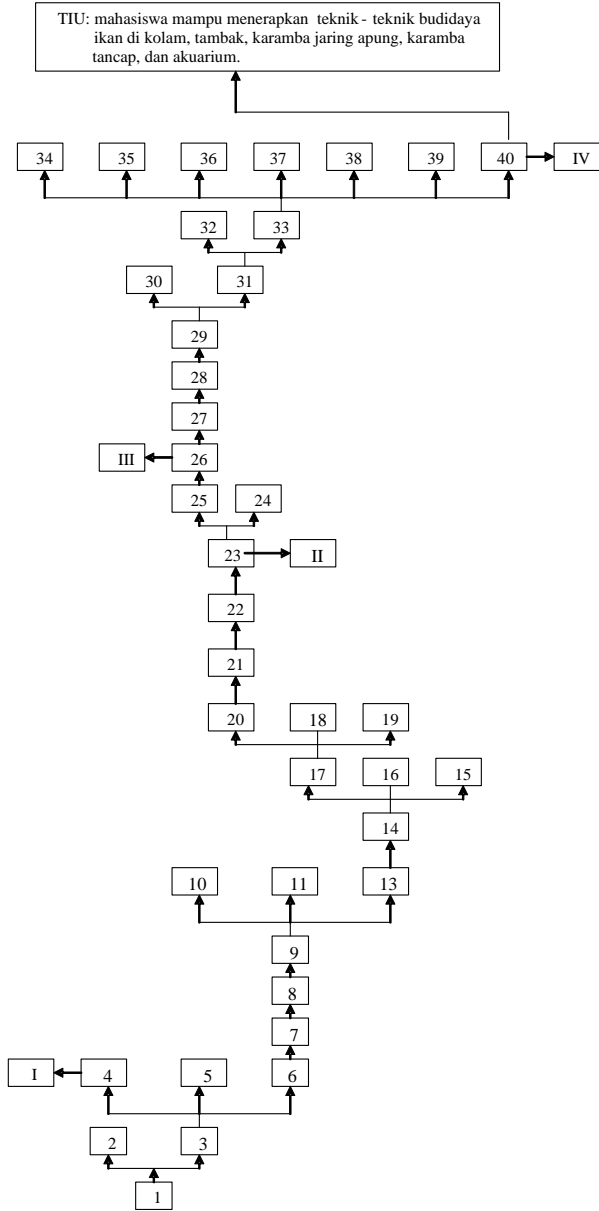 TIU: mahasiswa mampu menerapkan teknik - teknik budidaya
ikan di kolam, tambak, karamba jaring apung, karamba
tancap, dan akuarium.
34 35 36 37 38 39 40 IV
32 33
30 31
29
28
27
III 26
25 24
23 II
22
21
20 18 19
17 16 15
14
10 11 13
9
8
7
I 4 5 6
2 3
1